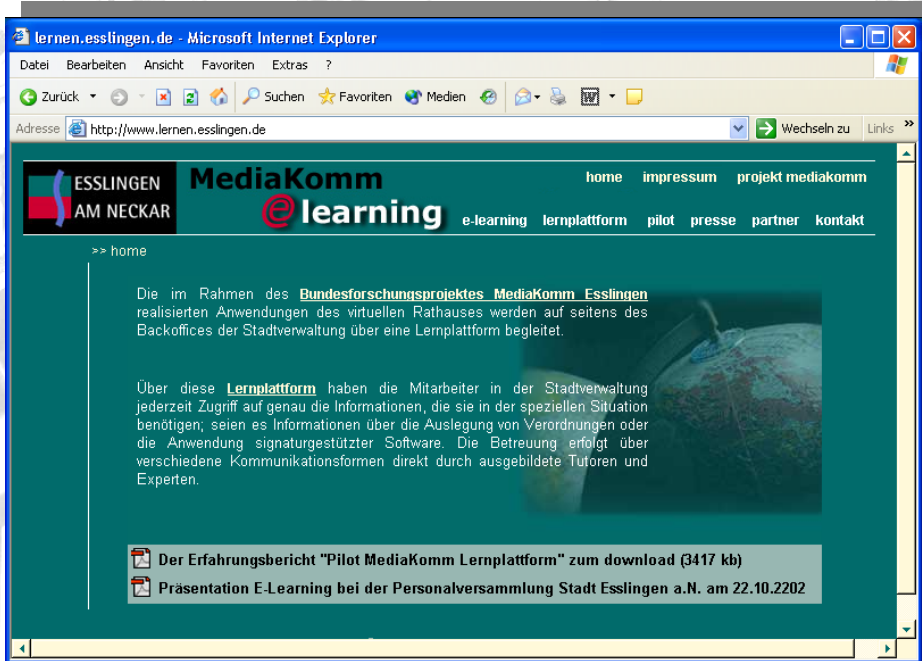 lernen.esslingen.de - Microsoft Internet Explorer
Datei Bearbeiten Ansicht Favoriten Extras ?
Zurück Suchen Favoriten Medien
Adresse http://www.lernen.esslingen.de Wechseln zu Links »
ESSLINGEN
AM NECKAR
MediaKomm
@learning
home impressum projekt mediakomm
e-learning lernplattform pilot presse partner kontakt
>> home
Die im Rahmen des Bundesforschungsprojektes MediaKomm Esslingen
realisierten Anwendungen des virtuellen Rathauses werden auf seitens des
Backoffices der Stadtverwaltung über eine Lernplattform begleitet.
Über diese Lernplattform haben die Mitarbeiter in der Stadtverwaltung
jederzeit Zugriff auf genau die Informationen, die sie in der speziellen Situation
benötigen; seien es Informationen über die Auslegung von Verordnungen oder
die Anwendung signaturgestützter Software. Die Betreuung erfolgt über
verschiedene Kommunikationsformen direkt durch ausgebildete Tutoren und
Experten.
Der Erfahrungsbericht "Pilot MediaKomm Lernplattform" zum download (3417 kb)
Präsentation E-Learning bei der Personalversammlung Stadt Esslingen a.N. am 22.10.2202